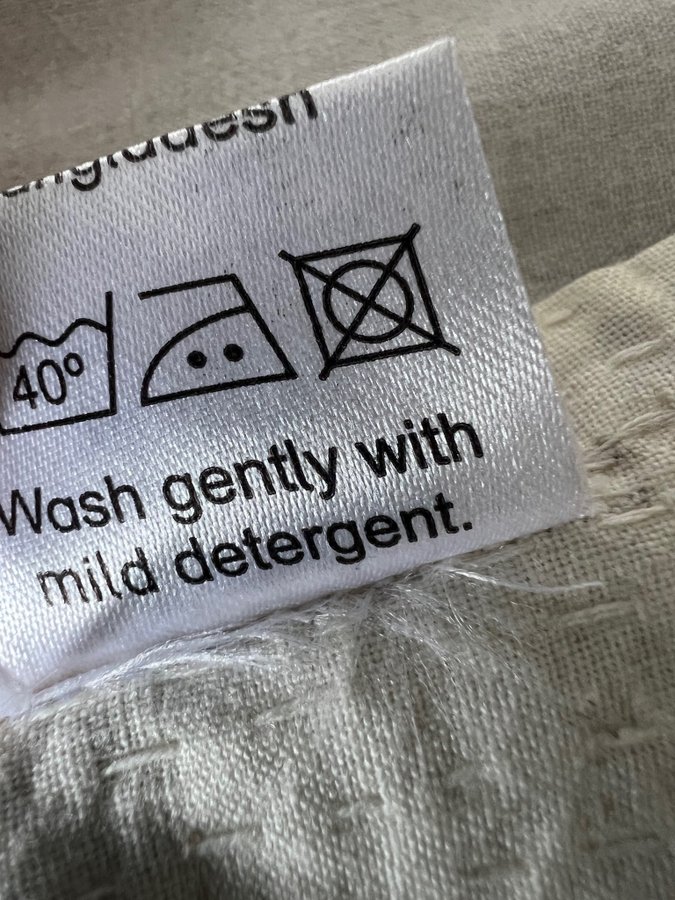 40°
Wash gently with
mild detergent.